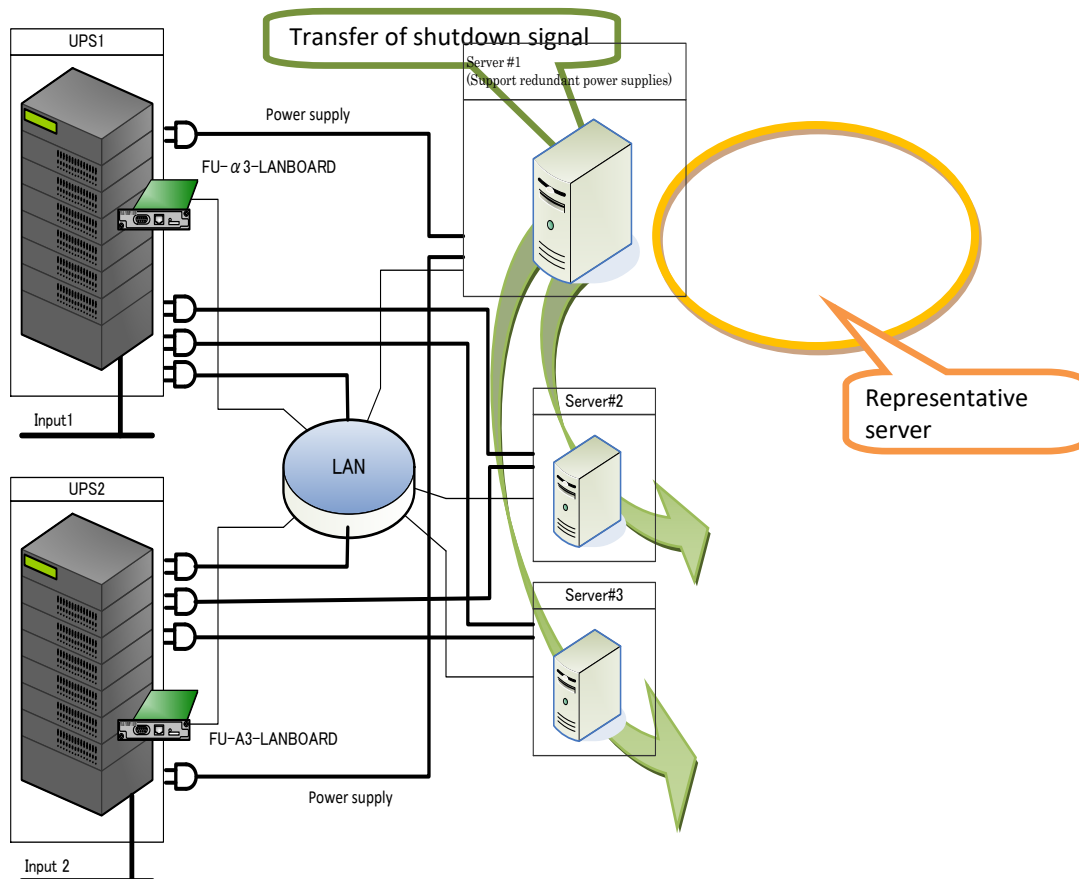 UPS1
Transfer of shutdown signal
Server #1
(Support redundant power supplies)
Power supply
FU-α3-LANBOARD
Representative
server
Input1
Server#2
LAN
UPS2
Server#3
FU-A3-LANBOARD
Power supply
Input 2